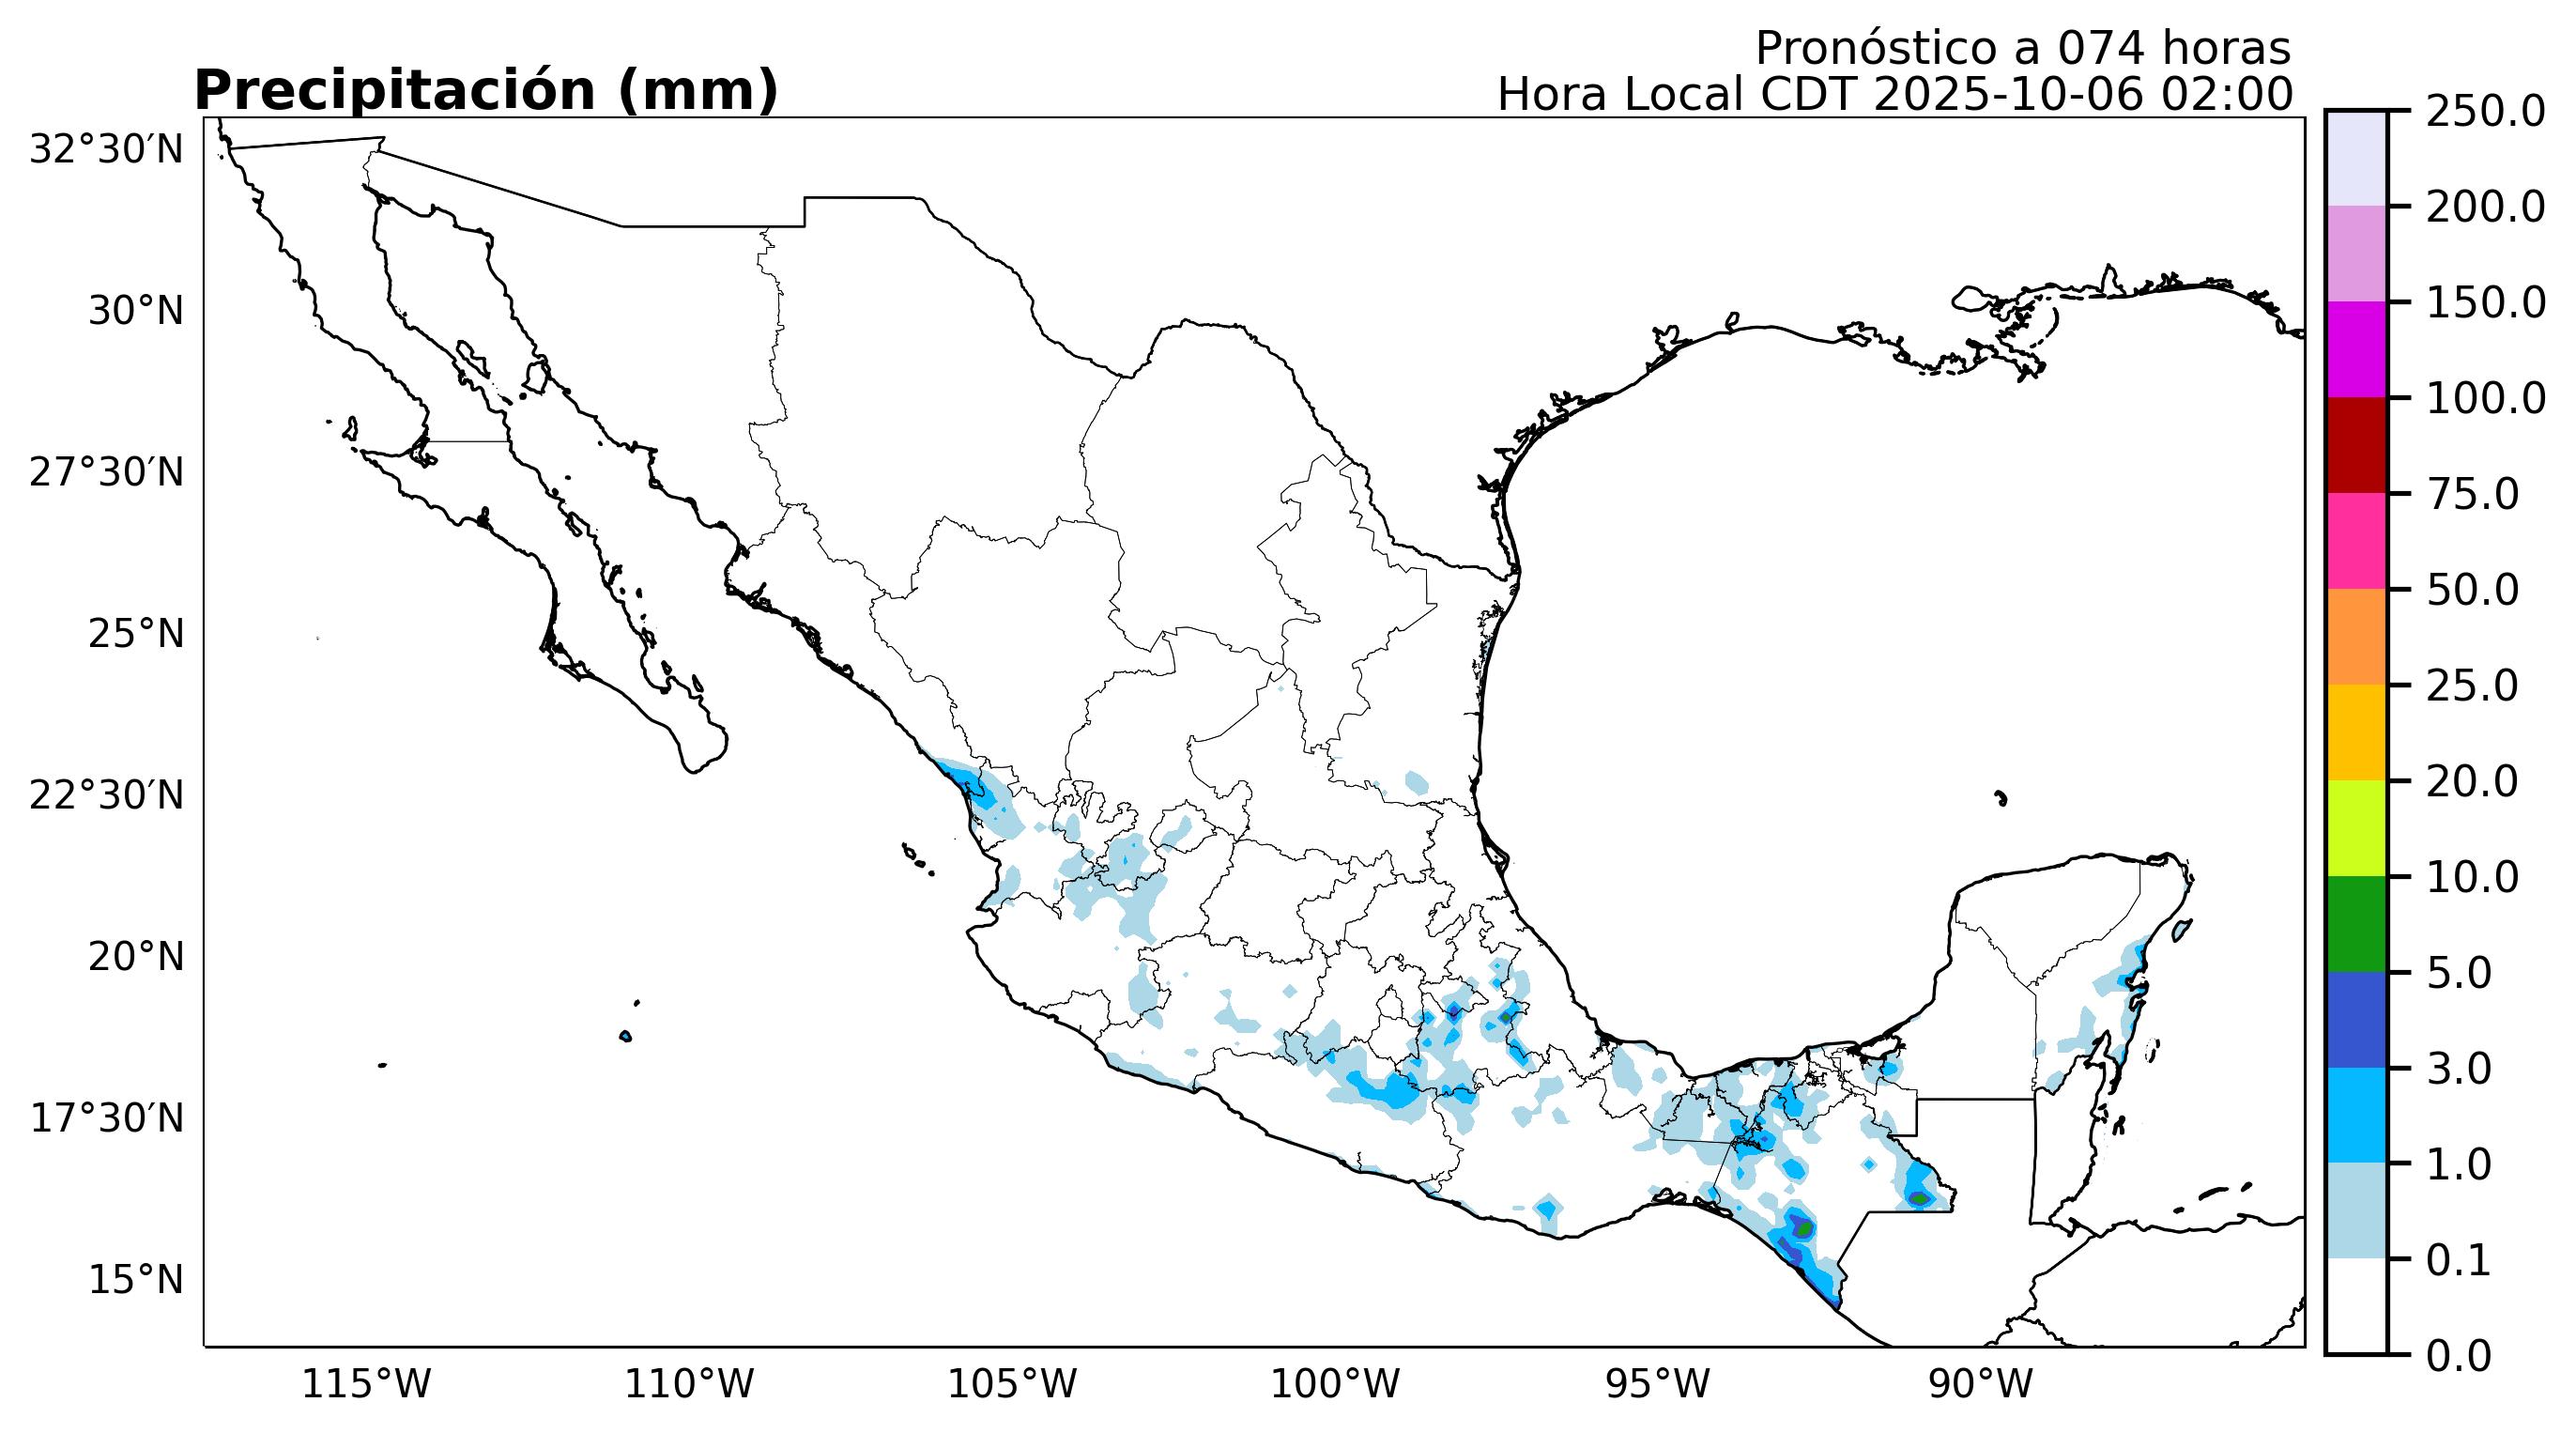 Pronóstico a 074 horas
Precipitación (mm)
Hora Local CDT 2025-10-06 02:00
32°30′N
30°N
27°30′N
25°N
22°30′N
20°N
17°30′N
15°N
115°W
110°W
105°W
100°W
95°W
90°W
250.0
200.0
150.0
100.0
75.0
50.0
25.0
20.0
10.0
5.0
3.0
1.0
0.1
0.0